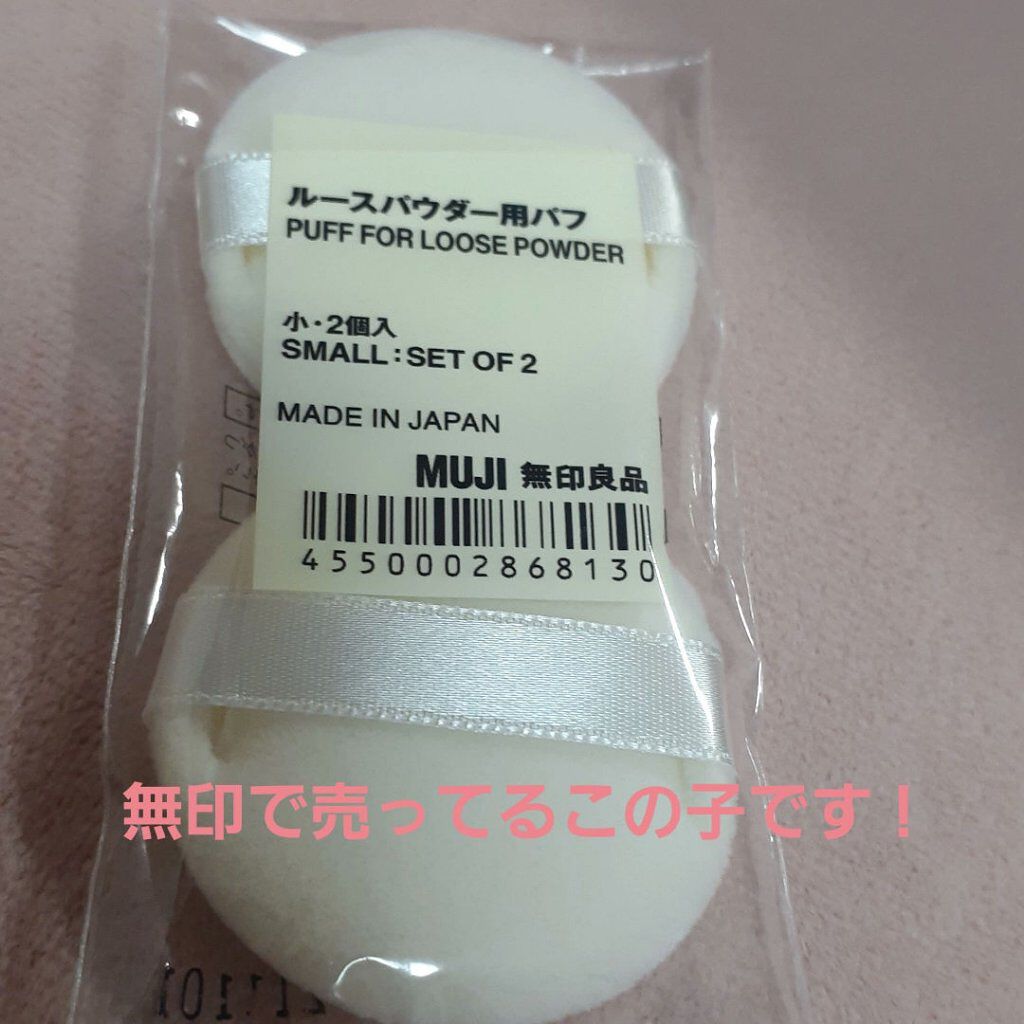 ルースパウダー用パフ
PUFF FOR LOOSE POWDER
小・2個入
SMALL：SET OF 2
MADE IN JAPAN
MUJI 無印良品
4550002868130
無印で売ってるこの子です！